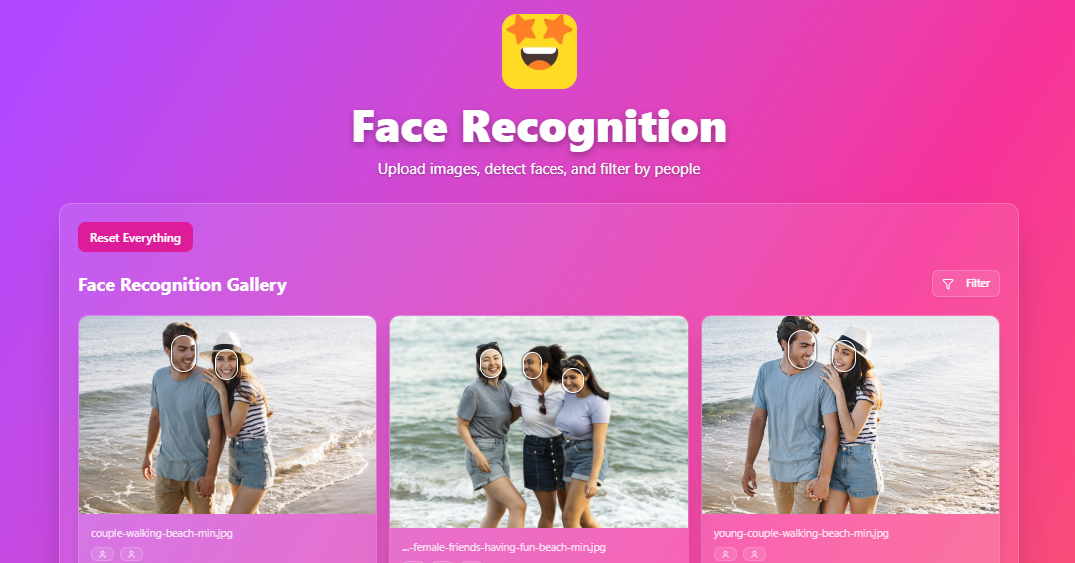 Face Recognition
Upload images, detect faces, and filter by people
Reset Everything
Face Recognition Gallery
Filter
couple-walking-beach-min.jpg
...-female-friends-having-fun-beach-min.jpg
young-couple-walking-beach-min.jpg